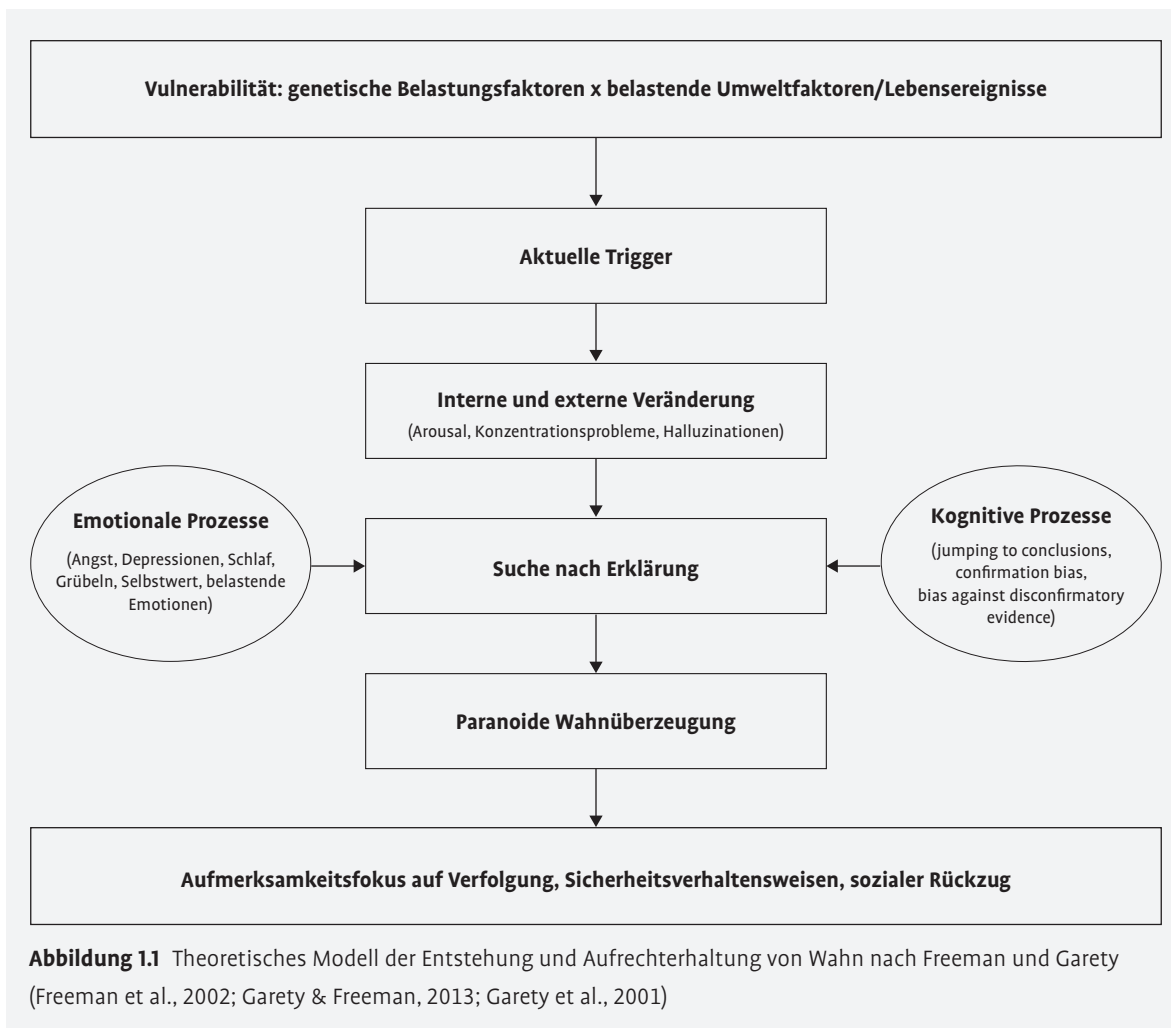 Vulnerabilität: genetische Belastungsfaktoren x belastende Umweltfaktoren/Lebensereignisse
Aktuelle Trigger
Interne und externe Veränderung
(Arousal, Konzentrationsprobleme, Halluzinationen)
Emotionale Prozesse
(Angst, Depressionen, Schlaf,
Grübeln, Selbstwert, belastende
Emotionen)
Suche nach Erklärung
Kognitive Prozesse
(jumping to conclusions,
confirmation bias,
bias against disconfirmatory
evidence)
Paranoide Wahnüberzeugung
Aufmerksamkeitsfokus auf Verfolgung, Sicherheitsverhaltensweisen, sozialer Rückzug
Abbildung 1.1 Theoretisches Modell der Entstehung und Aufrechterhaltung von Wahn nach Freeman und Garety
(Freeman et al., 2002; Garety & Freeman, 2013; Garety et al., 2001)